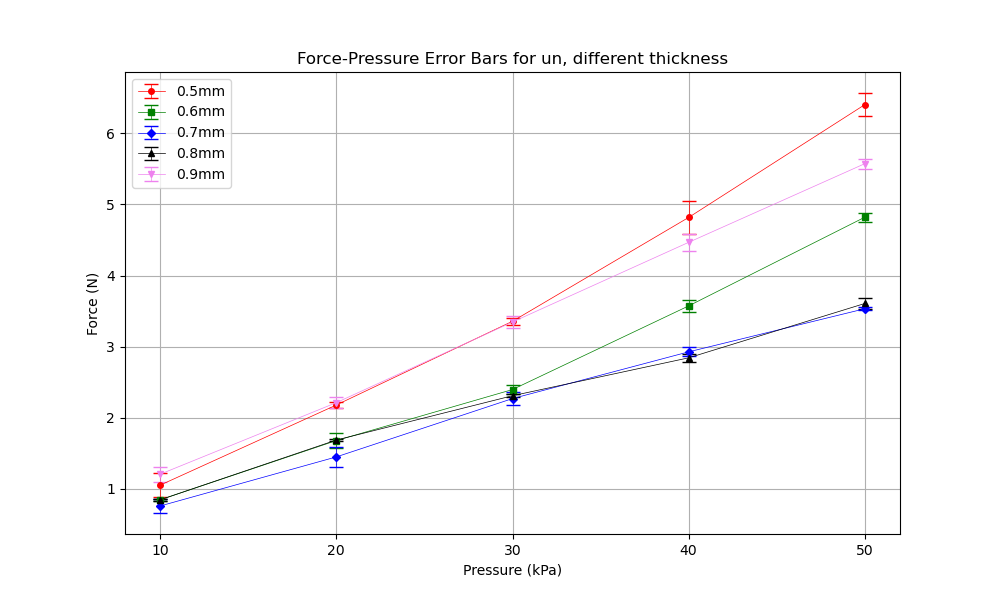 Force-Pressure Error Bars for un, different thickness
0.5mm
0.6mm
0.7mm
0.8mm
0.9mm
6
5
4
3
2
1
Force (N)
10 20 30 40 50
Pressure (kPa)